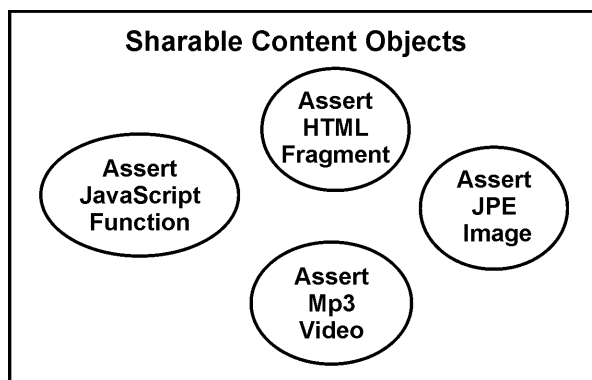 Sharable Content Objects
Assert
HTML
Fragment
Assert
JavaScript
Function
Assert
JPE
Image
Assert
Mp3
Video